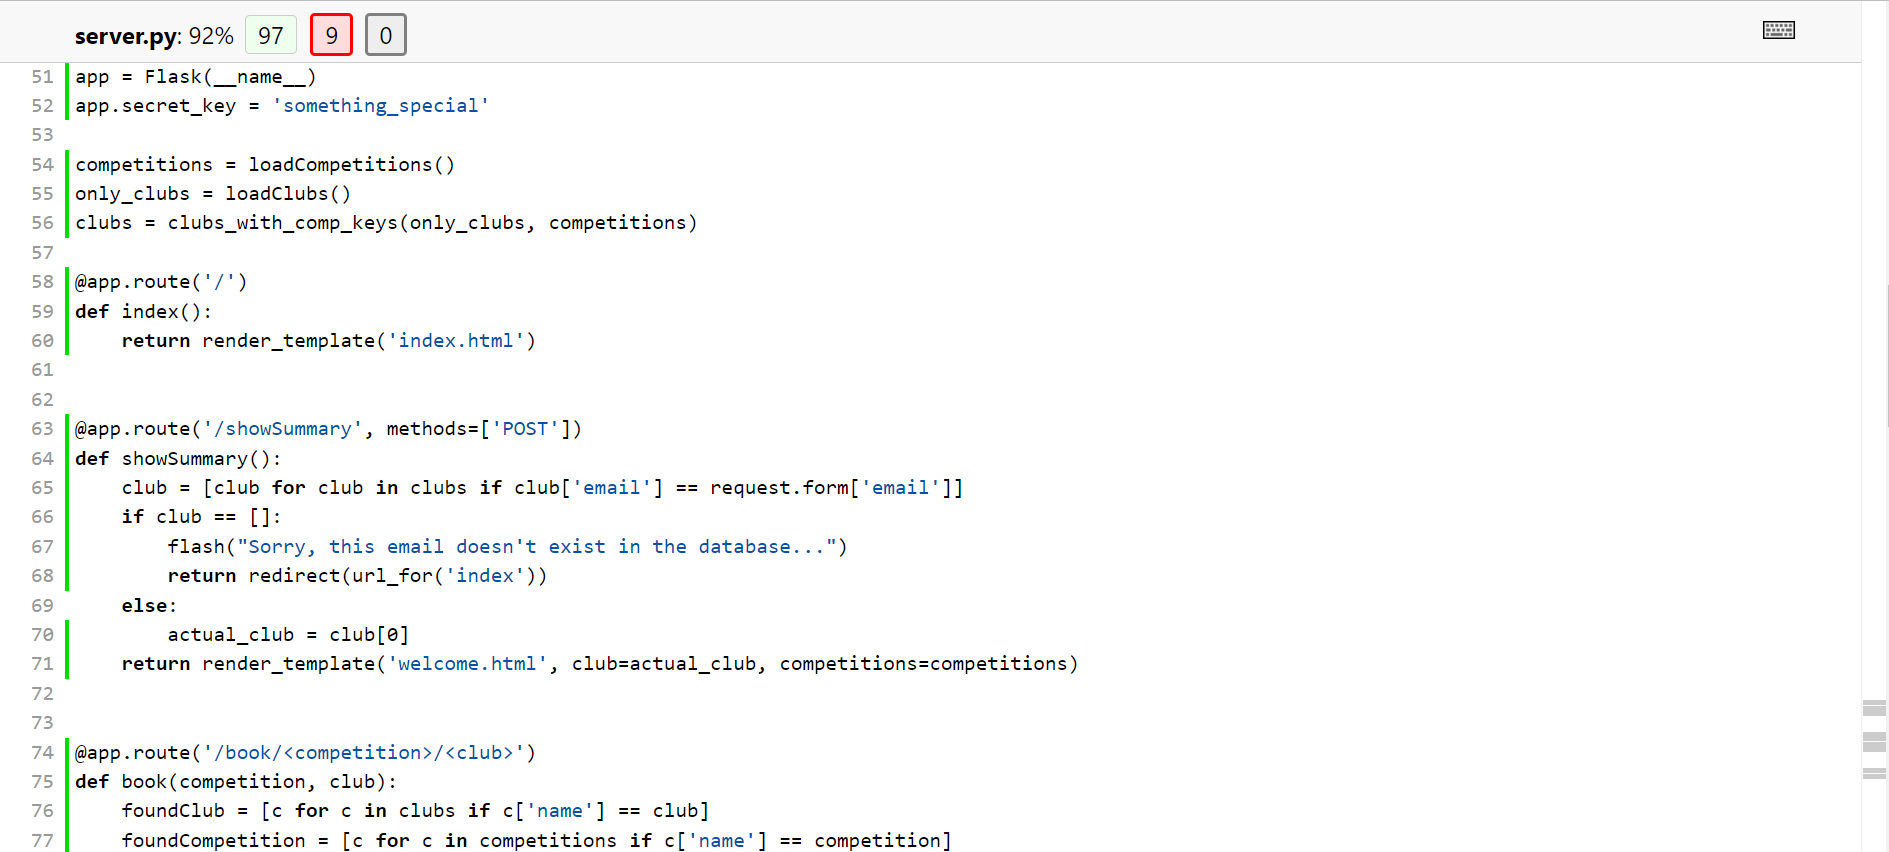 server.py: 92% 97 9 0
51 app = Flask(__name__)
52 app.secret_key = 'something_special'
53
54 competitions = loadCompetitions()
55 only_clubs = loadClubs()
56 clubs = clubs_with_comp_keys(only_clubs, competitions)
57
58 @app.route('/')
59 def index():
60     return render_template('index.html')
61
62
63 @app.route('/showSummary', methods=['POST'])
64 def showSummary():
65     club = [club for club in clubs if club['email'] == request.form['email']]
66     if club == []:
67         flash("Sorry, this email doesn't exist in the database...")
68         return redirect(url_for('index'))
69     else:
70         actual_club = club[0]
71     return render_template('welcome.html', club=actual_club, competitions=competitions)
72
73
74 @app.route('/book/<competition>/<club>')
75 def book(competition, club):
76     foundClub = [c for c in clubs if c['name'] == club]
77     foundCompetition = [c for c in competitions if c['name'] == competition]